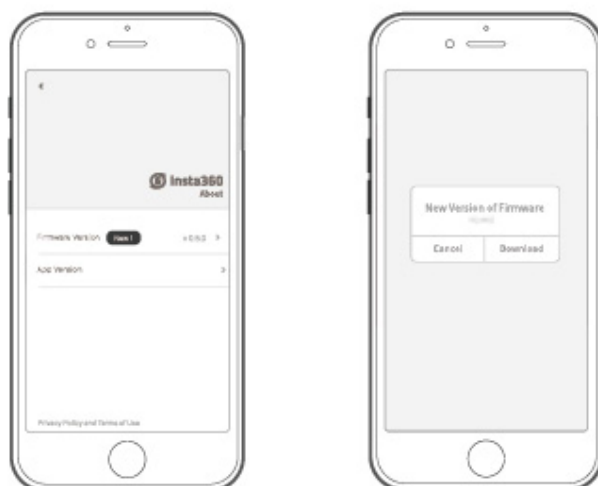 Insta360
About
Firmware Version New !
App Version
Privacy Policy and Terms of Use
New Version of Firmware
Cancel Download